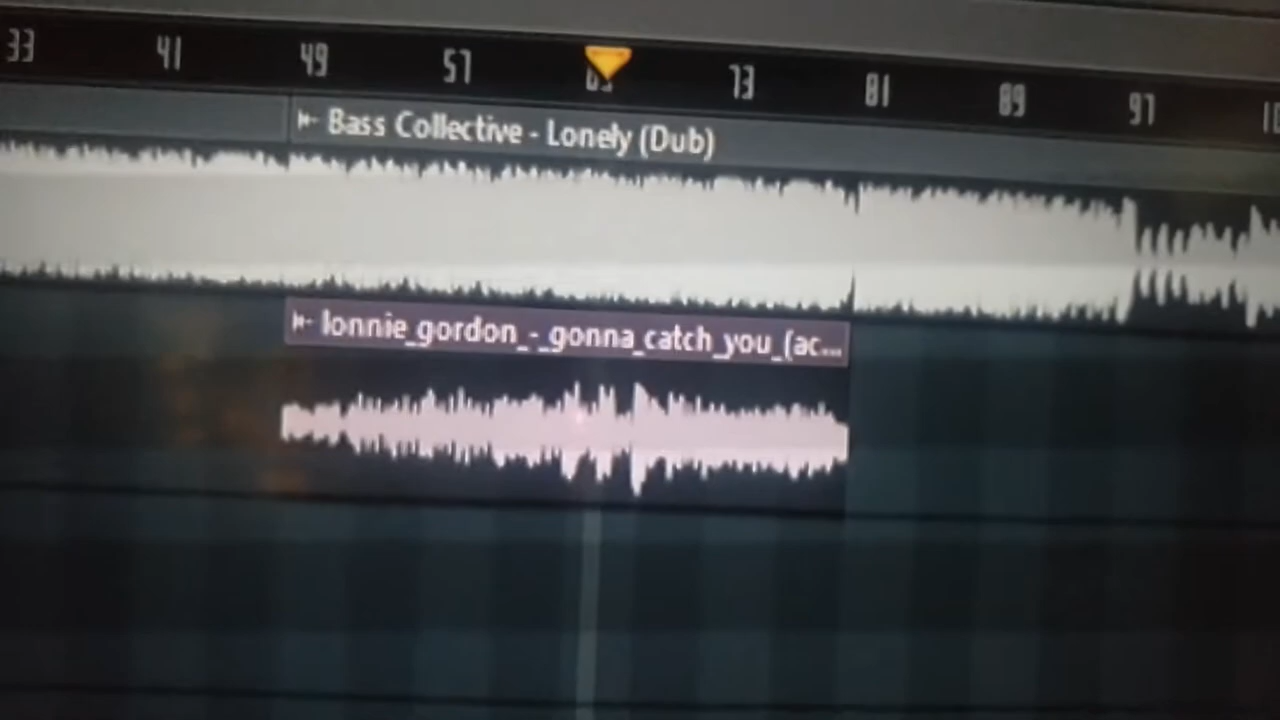 33 41 49 57 73 81 89 97
Bass Collective - Lonely (Dub)
lonnie_gordon_-_gonna_catch_you_(ac...